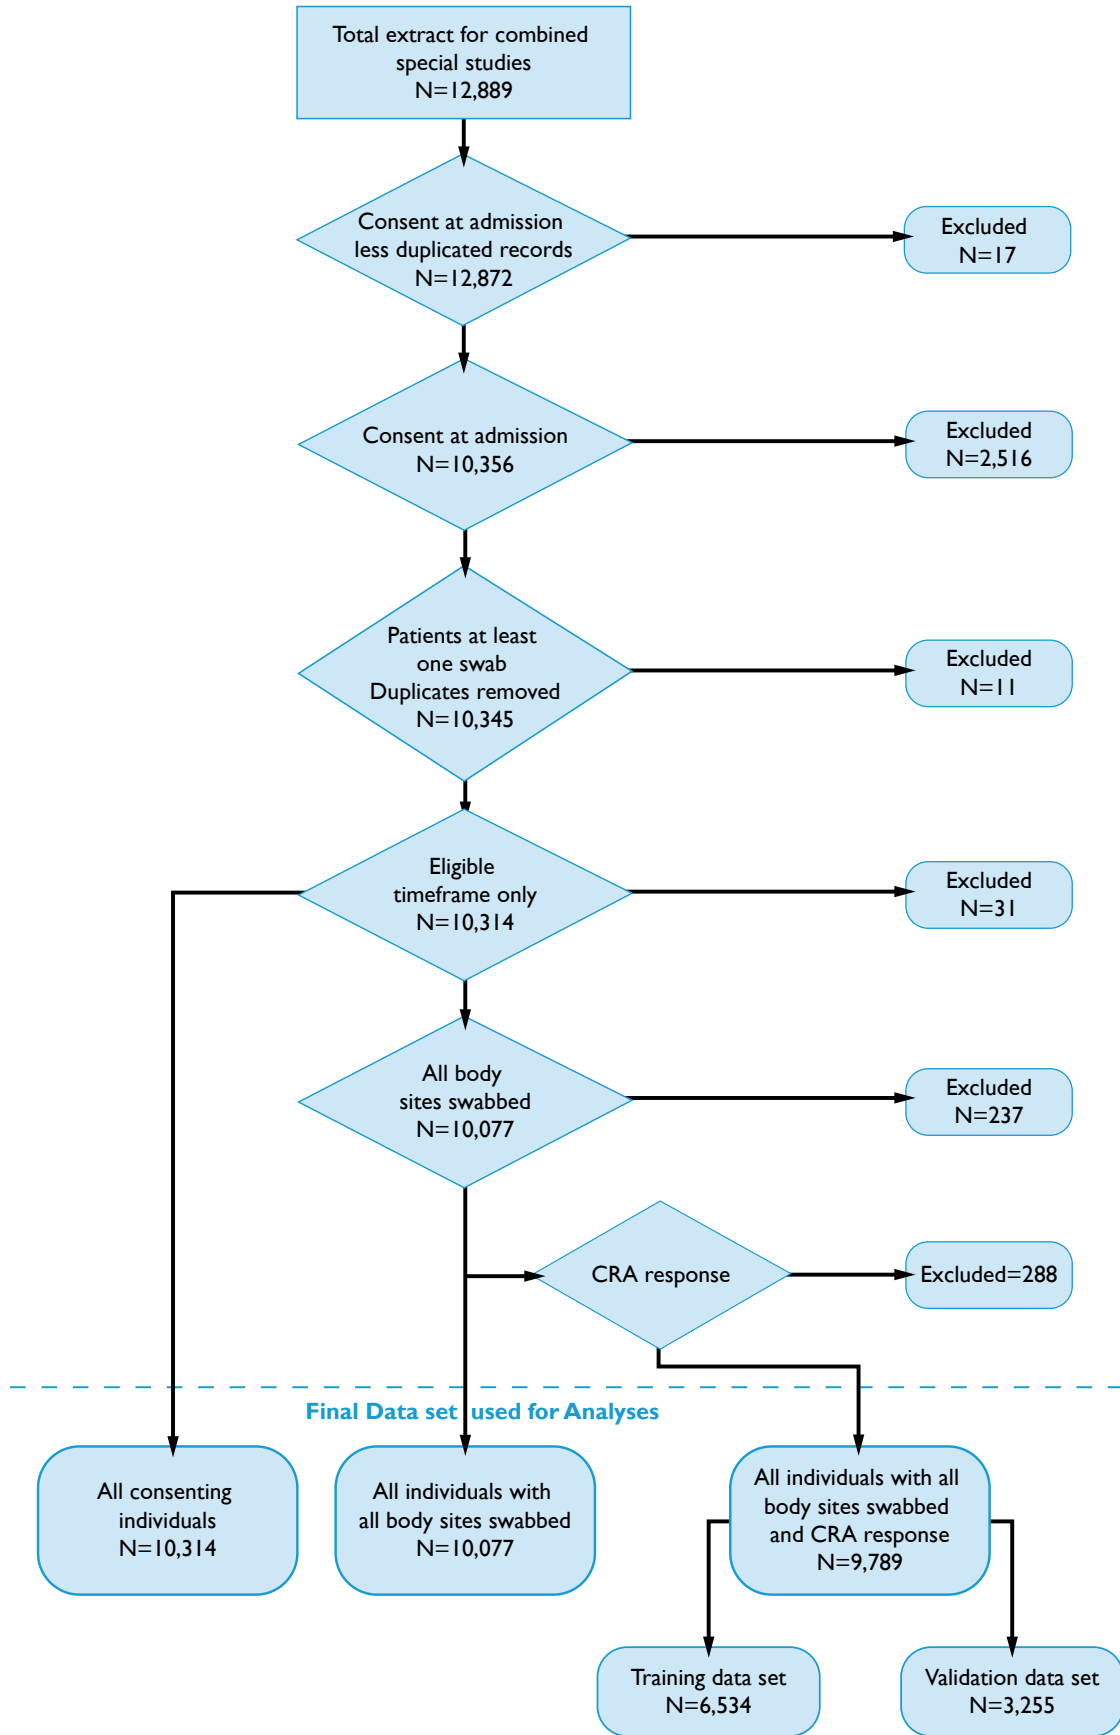 Total extract for combined
special studies
N=12,889
Consent at admission
less duplicated records
N=12,872
Excluded
N=17
Consent at admission
N=10,356
Excluded
N=2,516
Patients at least
one swab
Duplicates removed
N=10,345
Excluded
N=11
Eligible
timeframe only
N=10,314
Excluded
N=31
All body
sites swabbed
N=10,077
Excluded
N=237
CRA response
Excluded=288
Final Data set used for Analyses
All consenting
individuals
N=10,314
All individuals with
all body sites swabbed
N=10,077
All individuals with all
body sites swabbed
and CRA response
N=9,789
Training data set
N=6,534
Validation data set
N=3,255